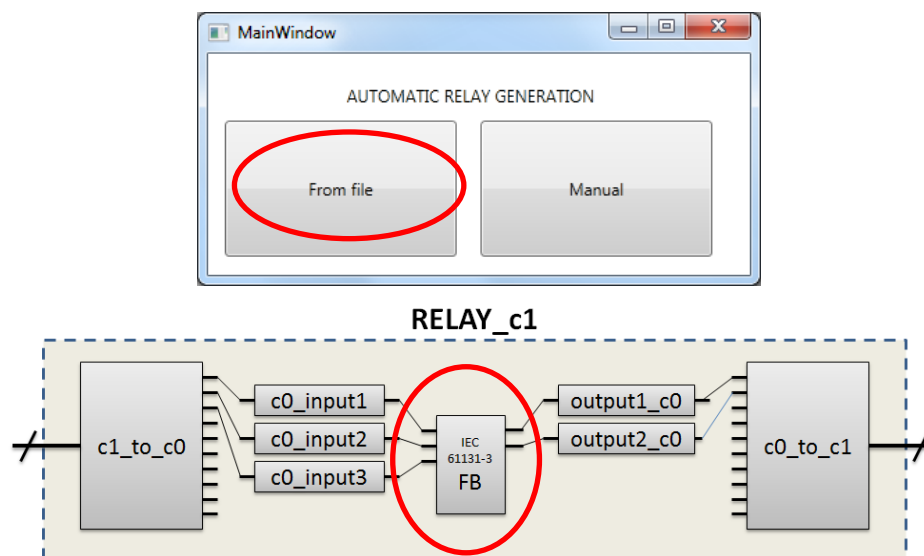 MainWindow
AUTOMATIC RELAY GENERATION
From file
Manual
RELAY_c1
c1_to_c0
c0_input1
c0_input2
c0_input3
IEC
61131-3
FB
output1_c0
output2_c0
c0_to_c1